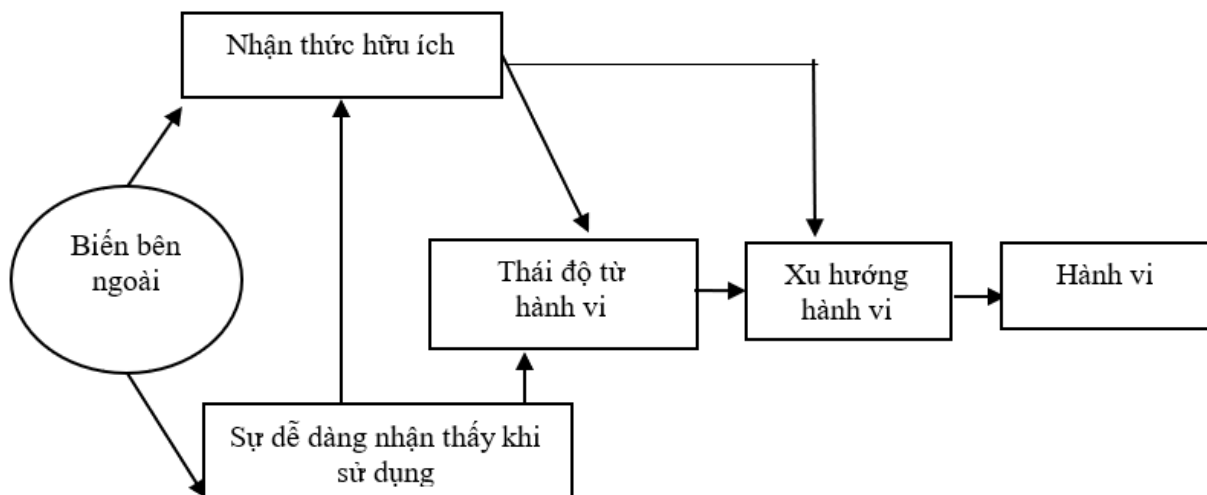 Nhận thức hữu ích
Biến bên
ngoài
Thái độ từ
hành vi
Xu hướng
hành vi
Hành vi
Sự dễ dàng nhận thấy khi
sử dụng